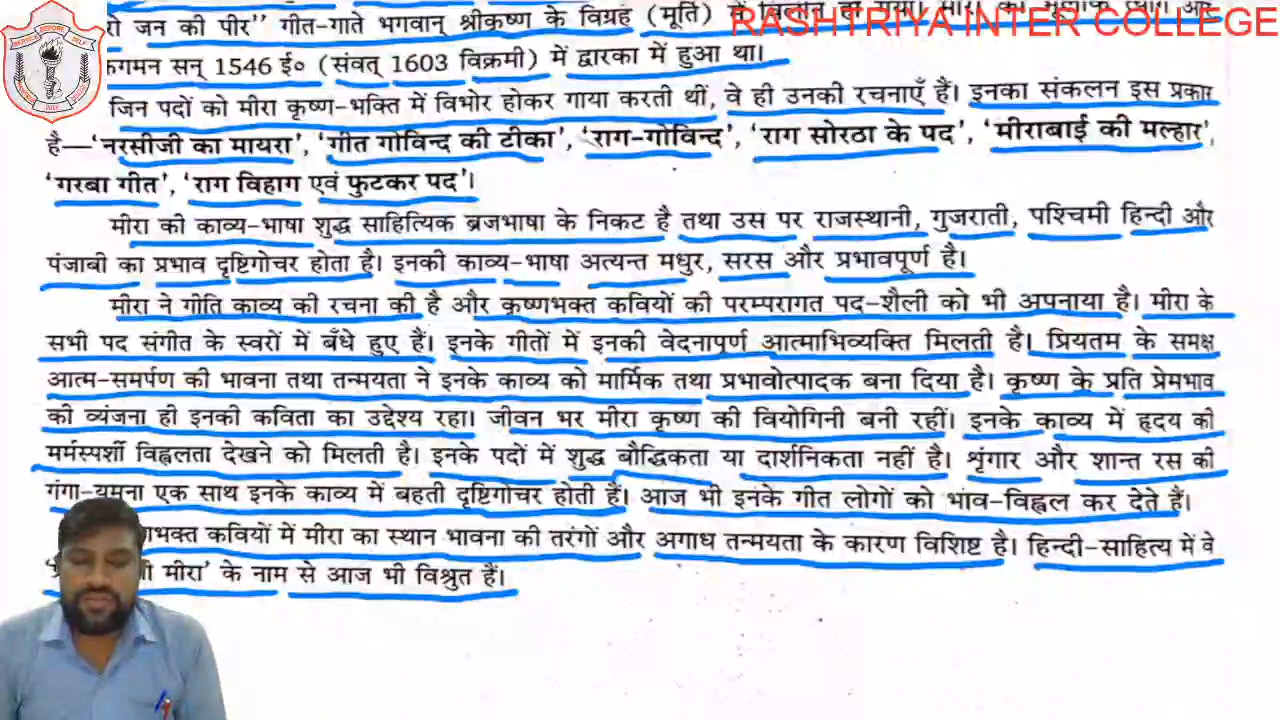 RASHTRIYA INTER COLLEGE
जन की पीर” गीत-गाते भगवान् श्रीकृष्ण के विग्रह (मूर्ति) में विलीन हो गयीं। मीरा का
सन् 1546 ई० (संवत् 1603 विक्रमी) में द्वारका में हुआ था।
जिन पदों को मीरा कृष्ण-भक्ति में विभोर होकर गाया करती थीं, वे ही उनकी रचनाएँ हैं। इनका संकलन इस प्रकार
है—‘नरसीजी का मायरा’, ‘गीत गोविन्द की टीका’, ‘राग-गोविन्द’, ‘राग सोरठा के पद’, ‘मीराबाई की मल्हार’,
‘गरबा गीत’, ‘राग विहाग एवं फुटकर पद’।
मीरा की काव्य-भाषा शुद्ध साहित्यिक ब्रजभाषा के निकट है तथा उस पर राजस्थानी, गुजराती, पश्चिमी हिन्दी और
पंजाबी का प्रभाव दृष्टिगोचर होता है। इनकी काव्य-भाषा अत्यन्त मधुर, सरस और प्रभावपूर्ण है।
मीरा ने गीति काव्य की रचना की है और कृष्णभक्त कवियों की परम्परागत पद-शैली को भी अपनाया है। मीरा के
सभी पद संगीत के स्वरों में बँधे हुए हैं। इनके गीतों में इनकी वेदनापूर्ण आत्माभिव्यक्ति मिलती है। प्रियतम के समक्ष
आत्म-समर्पण की भावना तथा तन्मयता ने इनके काव्य को मार्मिक तथा प्रभावोत्पादक बना दिया है। कृष्ण के प्रति प्रेमभाव
की व्यंजना ही इनकी कविता का उद्देश्य रहा। जीवन भर मीरा कृष्ण की वियोगिनी बनी रहीं। इनके काव्य में हृदय की
मर्मस्पर्शी विह्वलता देखने को मिलती है। इनके पदों में शुद्ध बौद्धिकता या दार्शनिकता नहीं है। शृंगार और शान्त रस की
गंगा-यमुना एक साथ इनके काव्य में बहती दृष्टिगोचर होती हैं। आज भी इनके गीत लोगों को भाव-विह्वल कर देते हैं।
कवियों में मीरा का स्थान भावना की तरंगों और अगाध तन्मयता के कारण विशिष्ट है। हिन्दी-साहित्य में वे
मीरा’ के नाम से आज भी विश्रुत हैं।